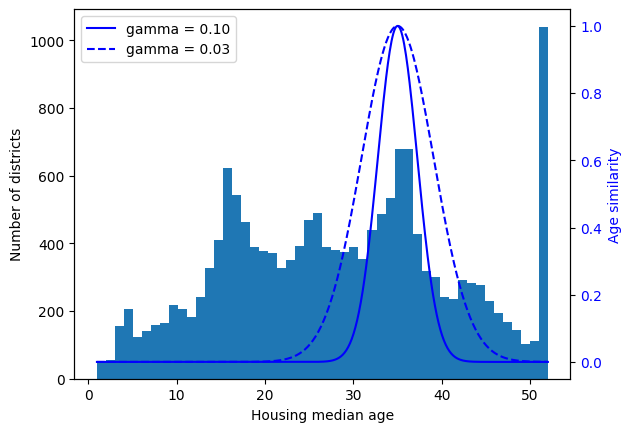 gamma = 0.10
gamma = 0.03
Number of districts
1000
800
600
400
200
0
0 10 20 30 40 50
Housing median age
1.0
0.8
0.6
0.4
0.2
0.0
Age similarity